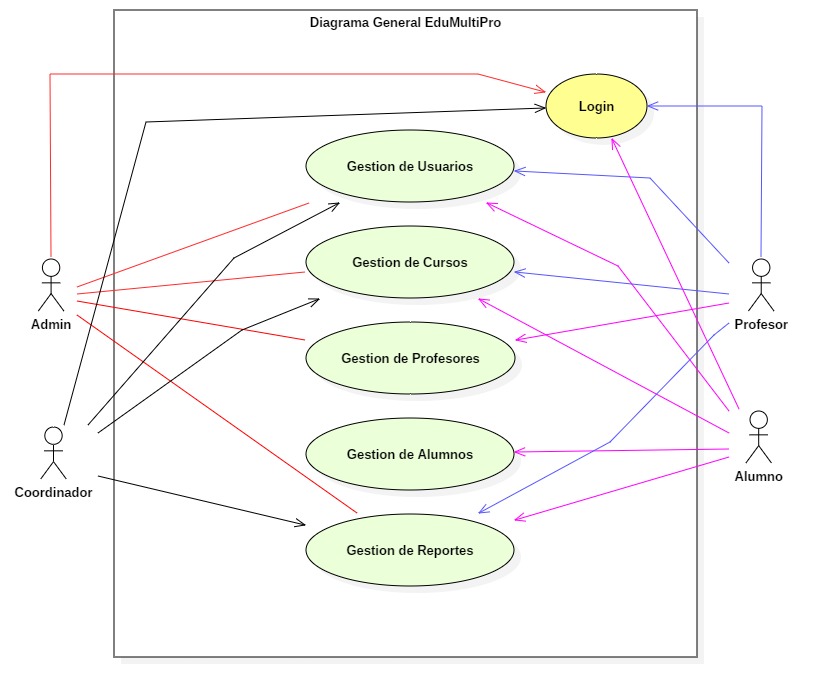 Diagrama General EduMultiPro
Login
Gestion de Usuarios
Gestion de Cursos
Admin
Profesor
Gestion de Profesores
Gestion de Alumnos
Alumno
Coordinador
Gestion de Reportes